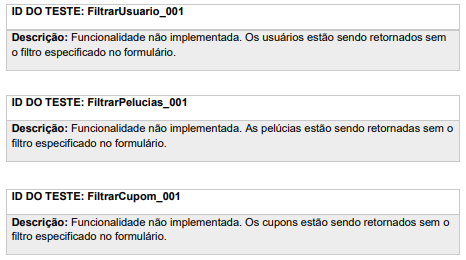 ID DO TESTE: FiltrarUsuario_001
Descrição: Funcionalidade não implementada. Os usuários estão sendo retornados sem
o filtro especificado no formulário.
ID DO TESTE: FiltrarPelucias_001
Descrição: Funcionalidade não implementada. As pelúcias estão sendo retornadas sem o
filtro especificado no formulário.
ID DO TESTE: FiltrarCupom_001
Descrição: Funcionalidade não implementada. Os cupons estão sendo retornados sem o
filtro especificado no formulário.